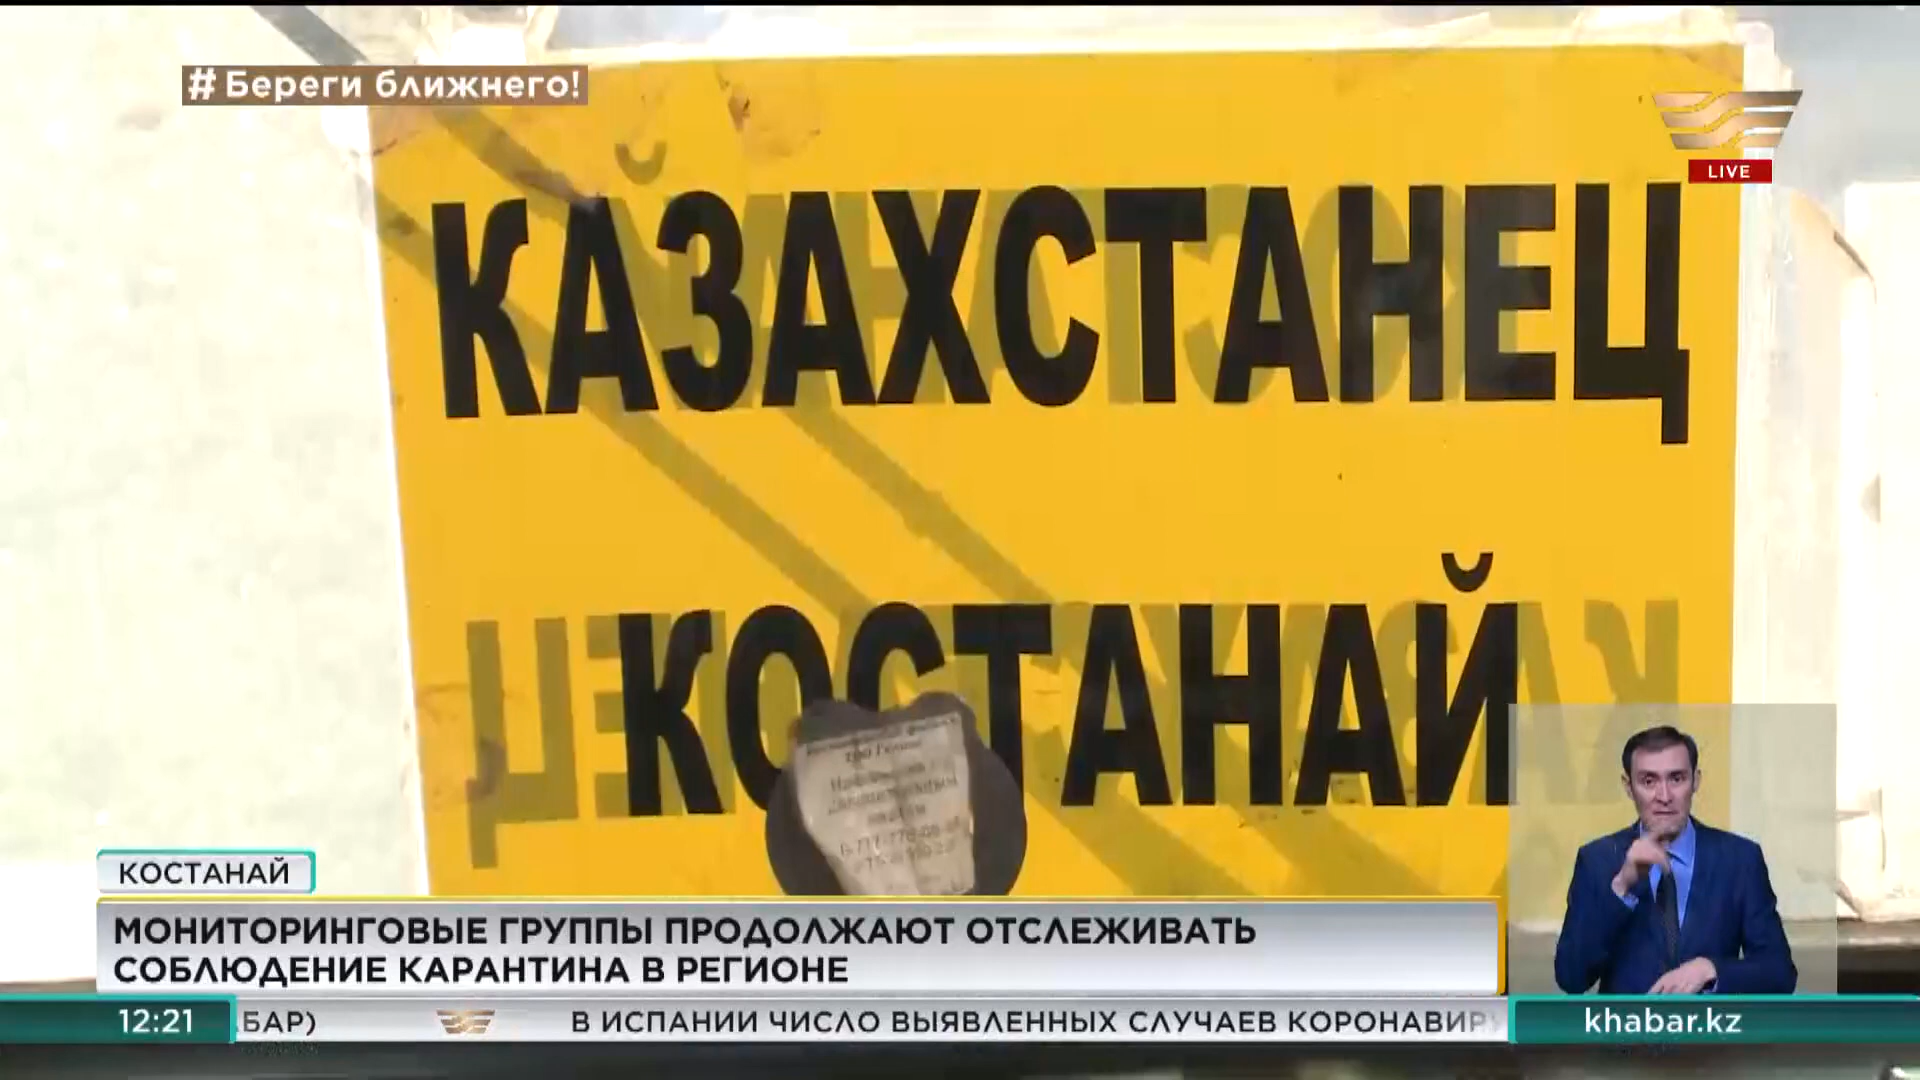 # Береги ближнего!
LIVE
КАЗАХСТАНЕЦ
КОСТАНАЙ
КОСТАНАЙ
МОНИТОРИНГОВЫЕ ГРУППЫ ПРОДОЛЖАЮТ ОТСЛЕЖИВАТЬ
СОБЛЮДЕНИЕ КАРАНТИНА В РЕГИОНЕ
12:21
БАР)
В ИСПАНИИ ЧИСЛО ВЫЯВЛЕННЫХ СЛУЧАЕВ КОРОНАВИРУ
khabar.kz